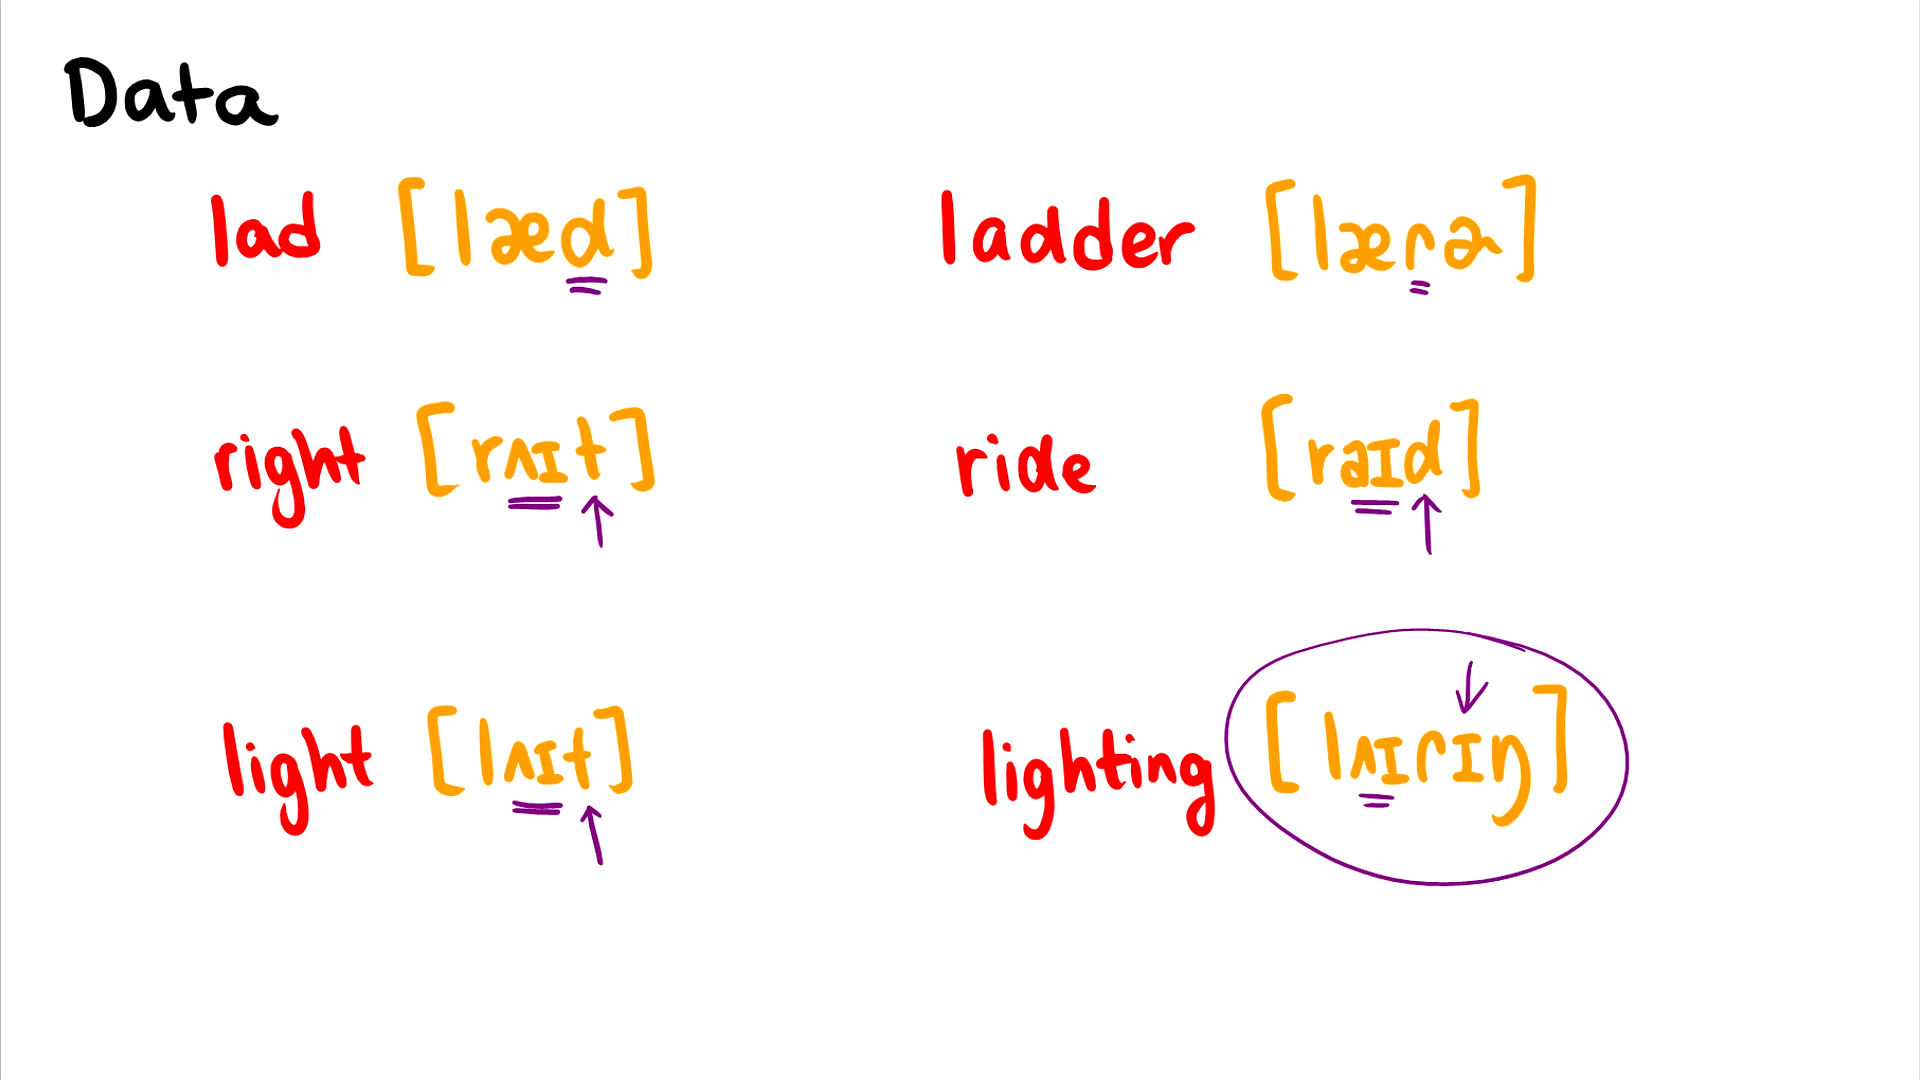 Data
lad [læd] ladder [læɾɚ]
right [rʌɪt] ride [raɪd]
light [lʌɪt] lighting [lʌɪɾɪŋ]